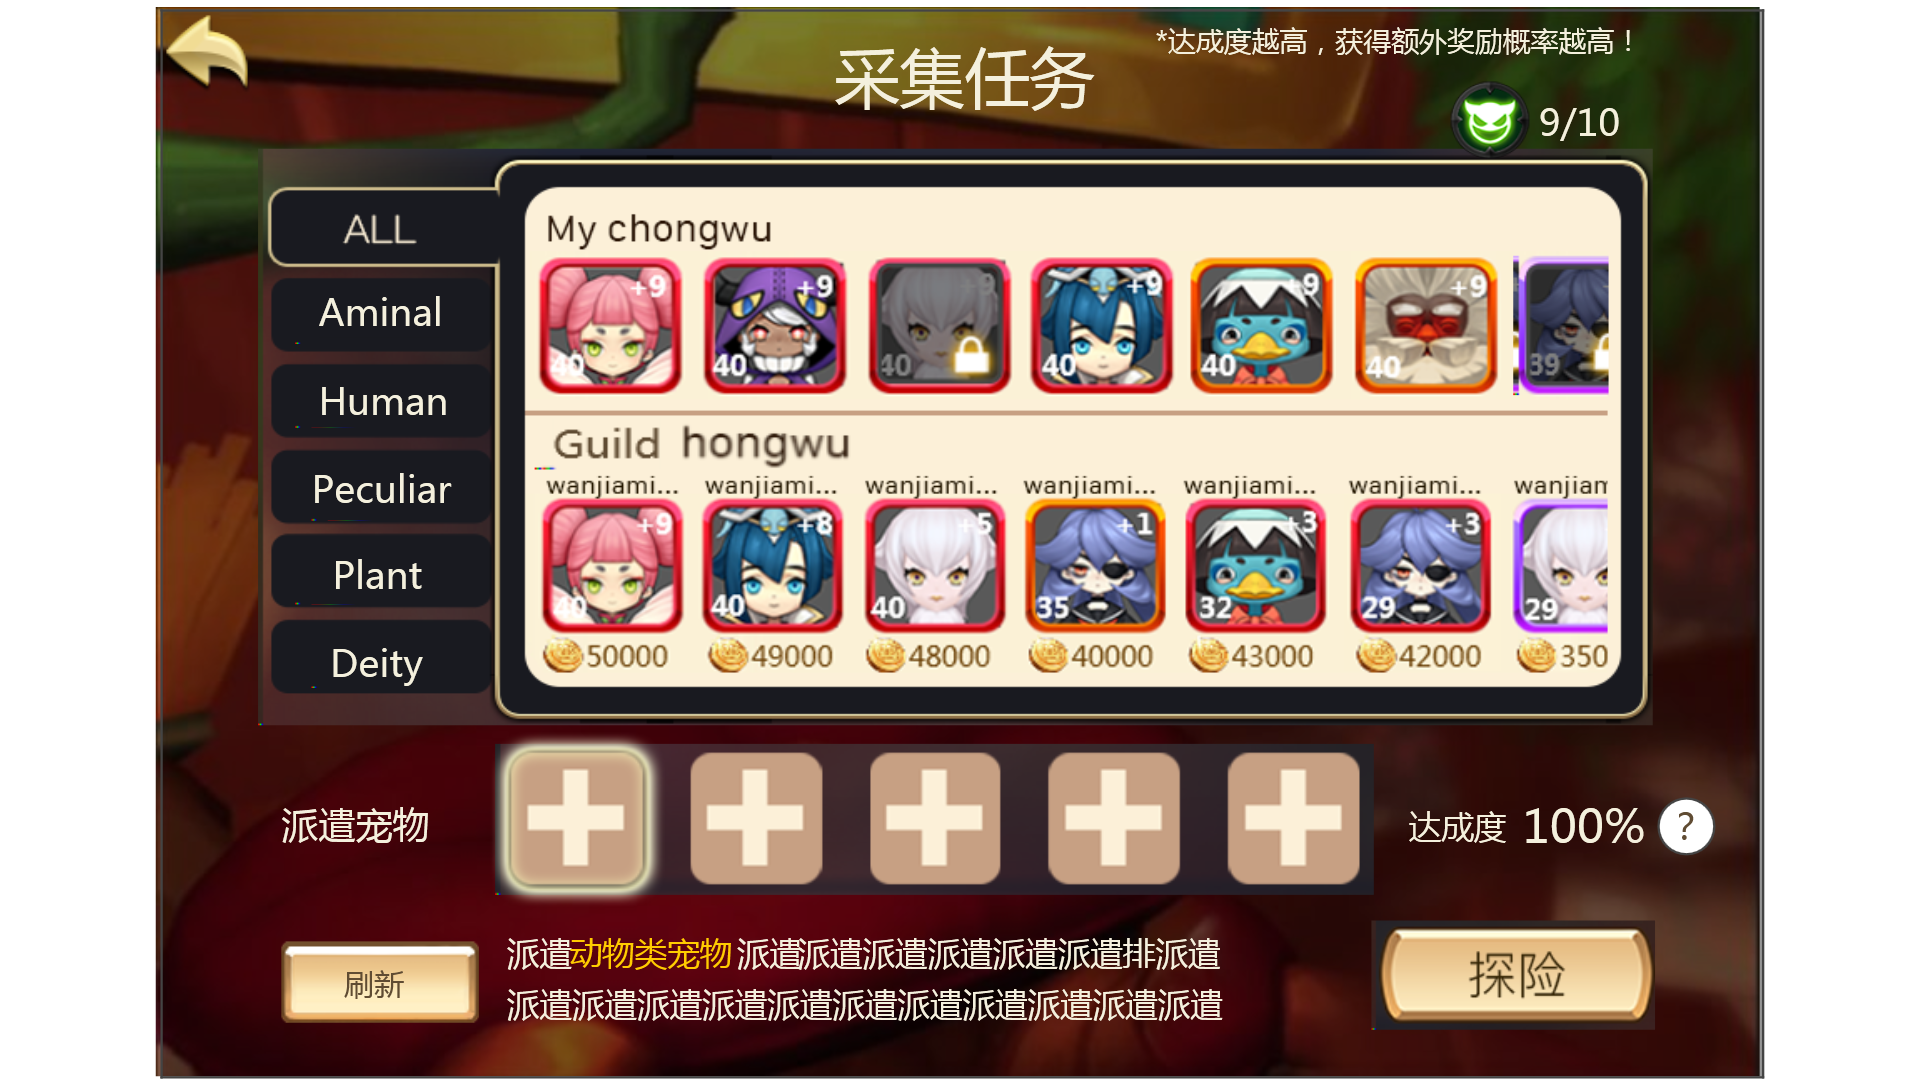 采集任务
*达成度越高，获得额外奖励概率越高！
9/10
ALL
Aminal
Human
Peculiar
Plant
Deity
My chongwu
+9 +9 +9 +9 +9
40 40 40 40 40 40 39
Guild hongwu
wanjiami... wanjiami... wanjiami... wanjiami... wanjiami... wanjiami... wanjiam
+9 +8 +5 +1 +3 +3
40 40 40 35 32 29 29
50000 49000 48000 40000 43000 42000 350
派遣宠物
达成度 100% ?
刷新
派遣动物类宠物 派遣派遣派遣派遣派遣派遣排派遣
派遣派遣派遣派遣派遣派遣派遣派遣派遣派遣派遣
探险